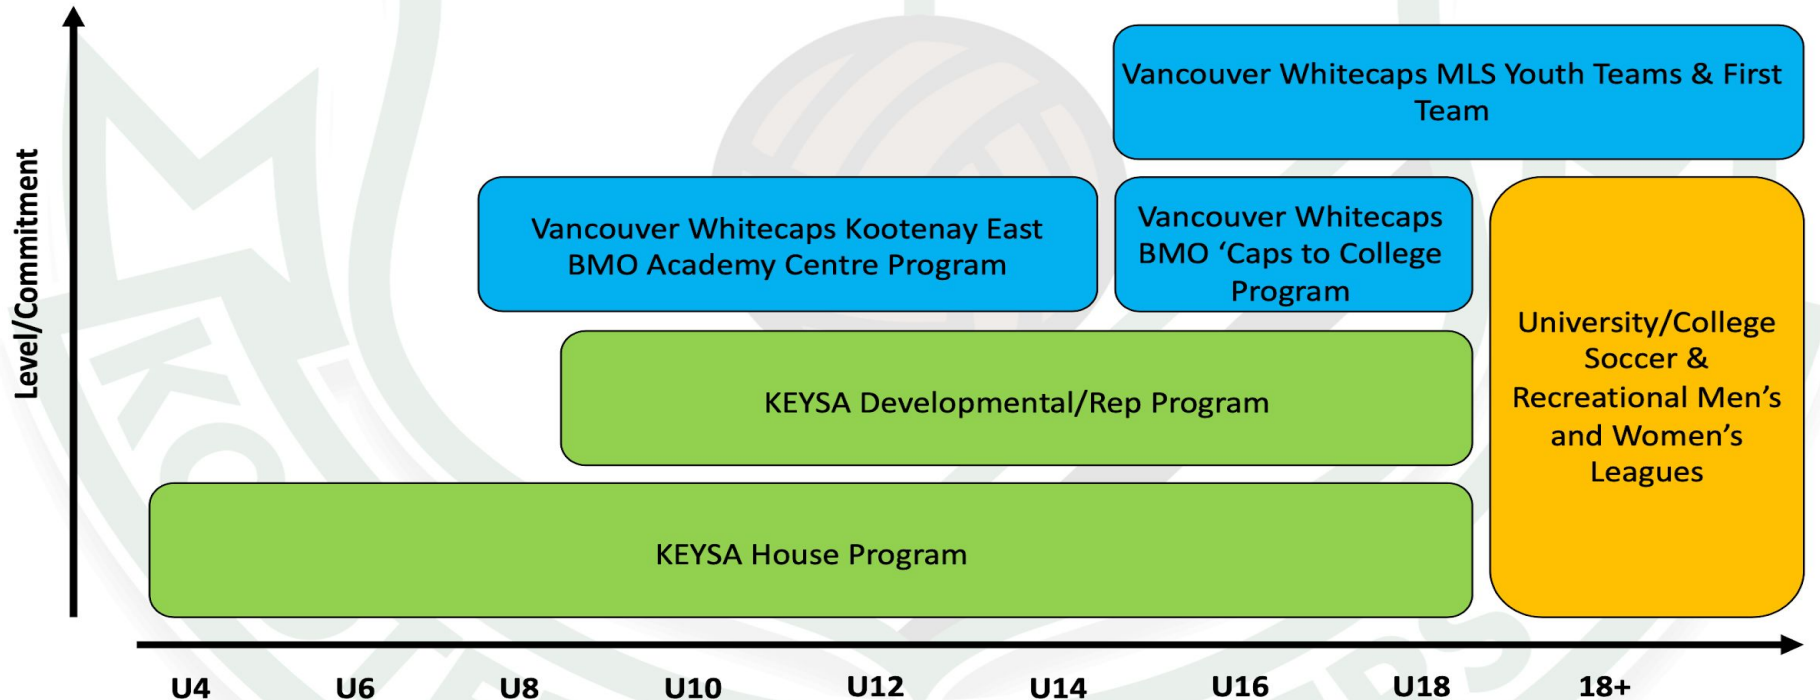 Level/Commitment
Vancouver Whitecaps MLS Youth Teams & First
Team
Vancouver Whitecaps Kootenay East
BMO Academy Centre Program
Vancouver Whitecaps
BMO ‘Caps to College
Program
University/College
Soccer &
Recreational Men’s
and Women’s
Leagues
KEYSA Developmental/Rep Program
KEYSA House Program
U4 U6 U8 U10 U12 U14 U16 U18 18+